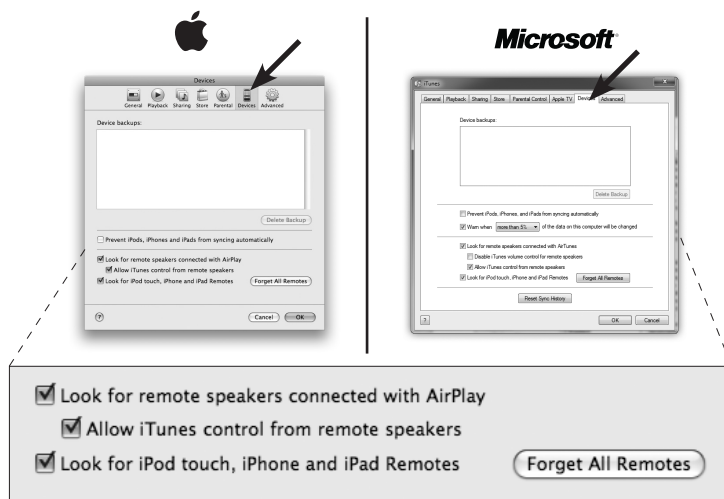 Microsoft
Devices
General Playback Sharing Store Parental Devices Advanced
Device backups:
Delete Backup
Prevent iPods, iPhones and iPads from syncing automatically
Look for remote speakers connected with AirPlay
Allow iTunes control from remote speakers
Look for iPod touch, iPhone and iPad Remotes Forget All Remotes
? Cancel OK
iTunes
General Playback Sharing Store Parental Control Apple TV Advanced
Device backups:
Delete Backup
Prevent iPods, iPhones, and iPads from syncing automatically
Warn when more than 5% of the data on this computer will be changed
Look for remote speakers connected with AirTunes
Disable iTunes volume control for remote speakers
Allow iTunes control from remote speakers
Look for iPod touch, iPhone and iPad Remotes Forget All Remotes
Reset Sync History
? OK Cancel
Look for remote speakers connected with AirPlay
Allow iTunes control from remote speakers
Look for iPod touch, iPhone and iPad Remotes Forget All Remotes